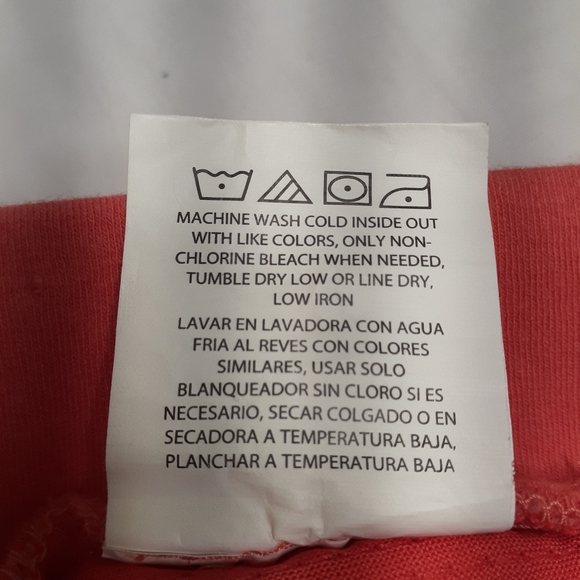 MACHINE WASH COLD INSIDE OUT
WITH LIKE COLORS, ONLY NON-
CHLORINE BLEACH WHEN NEEDED,
TUMBLE DRY LOW OR LINE DRY,
LOW IRON
LAVAR EN LAVADORA CON AGUA
FRIA AL REVES CON COLORES
SIMILARES, USAR SOLO
BLANQUEADOR SIN CLORO SI ES
NECESARIO, SECAR COLGADO O EN
SECADORA A TEMPERATURA BAJA,
PLANCHAR A TEMPERATURA BAJA